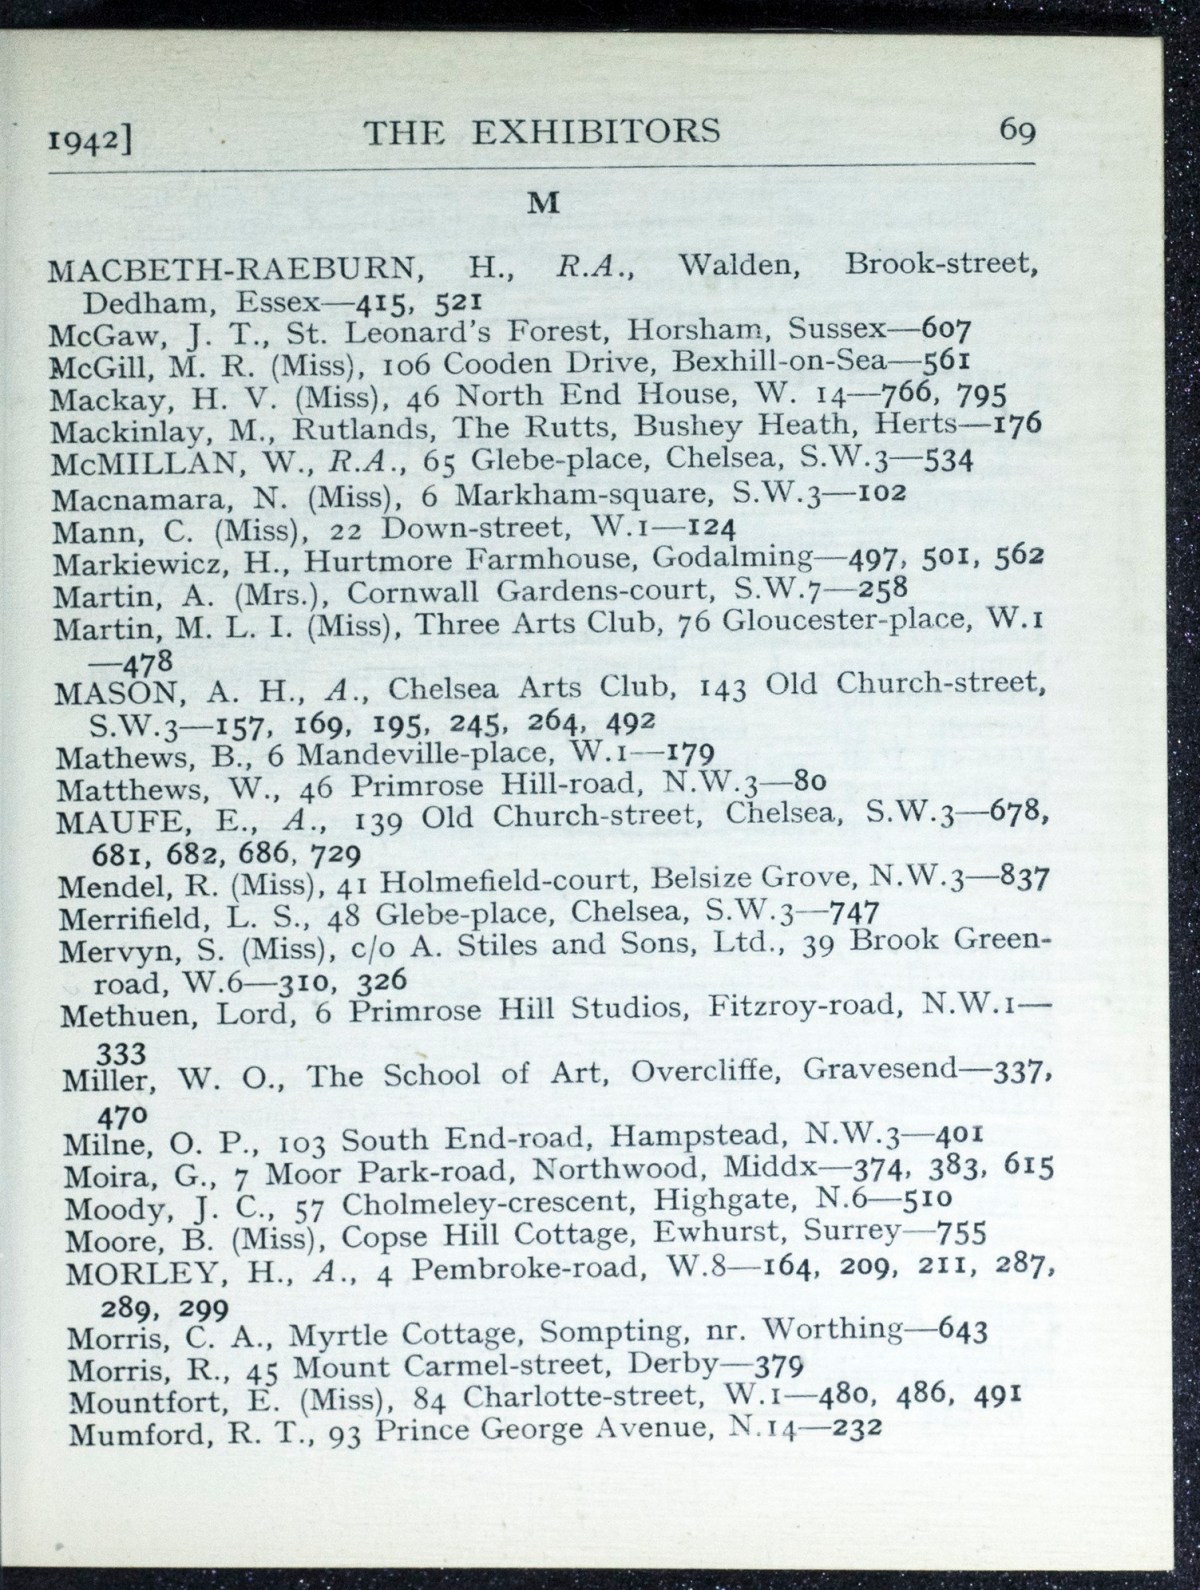 1942] THE EXHIBITORS 69
M
MACBETH-RAEBURN, H., R.A., Walden, Brook-street,
Dedham, Essex—415, 521
McGaw, J. T., St. Leonard's Forest, Horsham, Sussex—607
McGill, M. R. (Miss), 106 Cooden Drive, Bexhill-on-Sea—561
Mackay, H. V. (Miss), 46 North End House, W. 14—766, 795
Mackinlay, M., Rutlands, The Rutts, Bushey Heath, Herts—176
McMILLAN, W., R.A., 65 Glebe-place, Chelsea, S.W.3—534
Macnamara, N. (Miss), 6 Markham-square, S.W.3—102
Mann, C. (Miss), 22 Down-street, W.1—124
Markiewicz, H., Hurtmore Farmhouse, Godalming—497, 501, 562
Martin, A. (Mrs.), Cornwall Gardens-court, S.W.7—258
Martin, M. L. I. (Miss), Three Arts Club, 76 Gloucester-place, W.1
—478
MASON, A. H., A., Chelsea Arts Club, 143 Old Church-street,
S.W.3—157, 169, 195, 245, 264, 492
Mathews, B., 6 Mandeville-place, W.1—179
Matthews, W., 46 Primrose Hill-road, N.W.3—80
MAUFE, E., A., 139 Old Church-street, Chelsea, S.W.3—678,
681, 682, 686, 729
Mendel, R. (Miss), 41 Holmefield-court, Belsize Grove, N.W.3—837
Merrifield, L. S., 48 Glebe-place, Chelsea, S.W.3—747
Mervyn, S. (Miss), c/o A. Stiles and Sons, Ltd., 39 Brook Green-
road, W.6—310, 326
Methuen, Lord, 6 Primrose Hill Studios, Fitzroy-road, N.W.1—
333
Miller, W. O., The School of Art, Overcliffe, Gravesend—337,
470
Milne, O. P., 103 South End-road, Hampstead, N.W.3—401
Moira, G., 7 Moor Park-road, Northwood, Middx—374, 383, 615
Moody, J. C., 57 Cholmeley-crescent, Highgate, N.6—510
Moore, B. (Miss), Copse Hill Cottage, Ewhurst, Surrey—755
MORLEY, H., A., 4 Pembroke-road, W.8—164, 209, 211, 287,
289, 299
Morris, C. A., Myrtle Cottage, Sompting, nr. Worthing—643
Morris, R., 45 Mount Carmel-street, Derby—379
Mountfort, E. (Miss), 84 Charlotte-street, W.1—480, 486, 491
Mumford, R. T., 93 Prince George Avenue, N.14—232